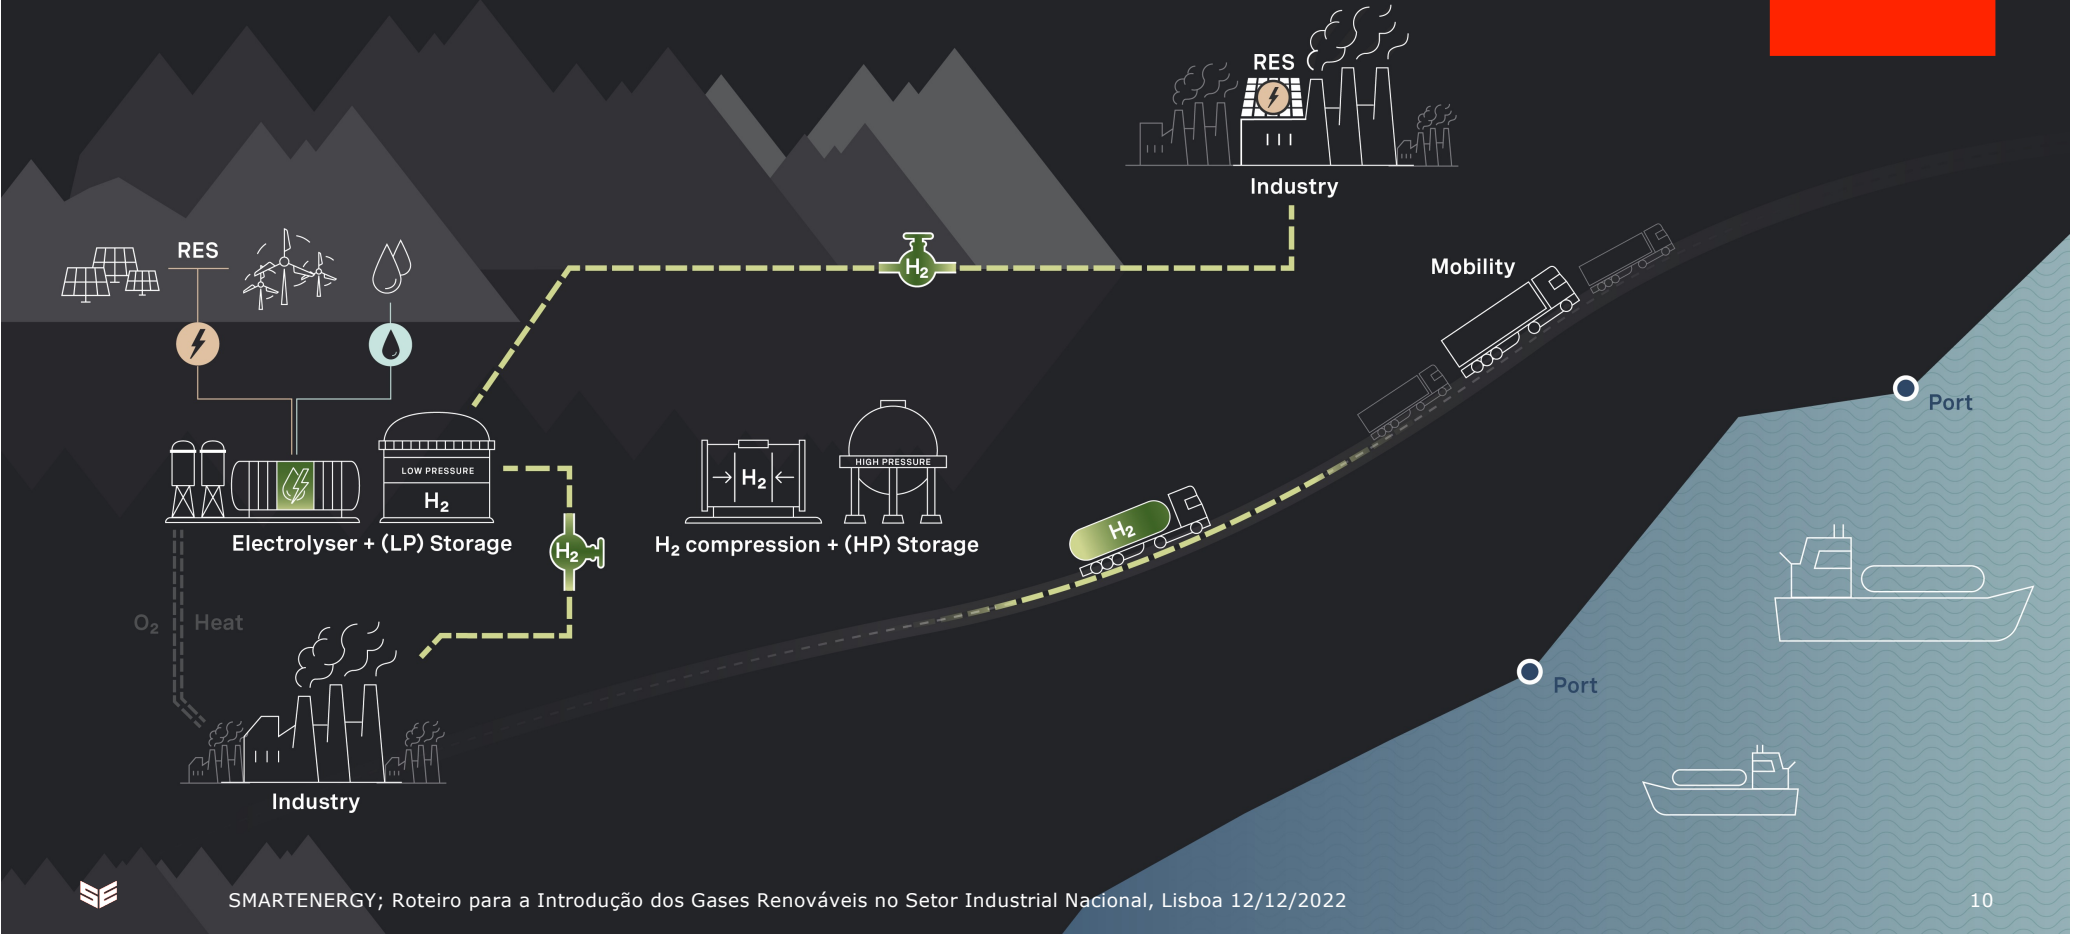 RES
Industry
RES
Mobility
H₂
Port
LOW PRESSURE
H₂
HIGH PRESSURE
H₂
Electrolyser + (LP) Storage
H₂
H₂ compression + (HP) Storage
H₂
O₂
Heat
Port
Industry
SE
SMARTENERGY; Roteiro para a Introdução dos Gases Renováveis no Setor Industrial Nacional, Lisboa 12/12/2022
10